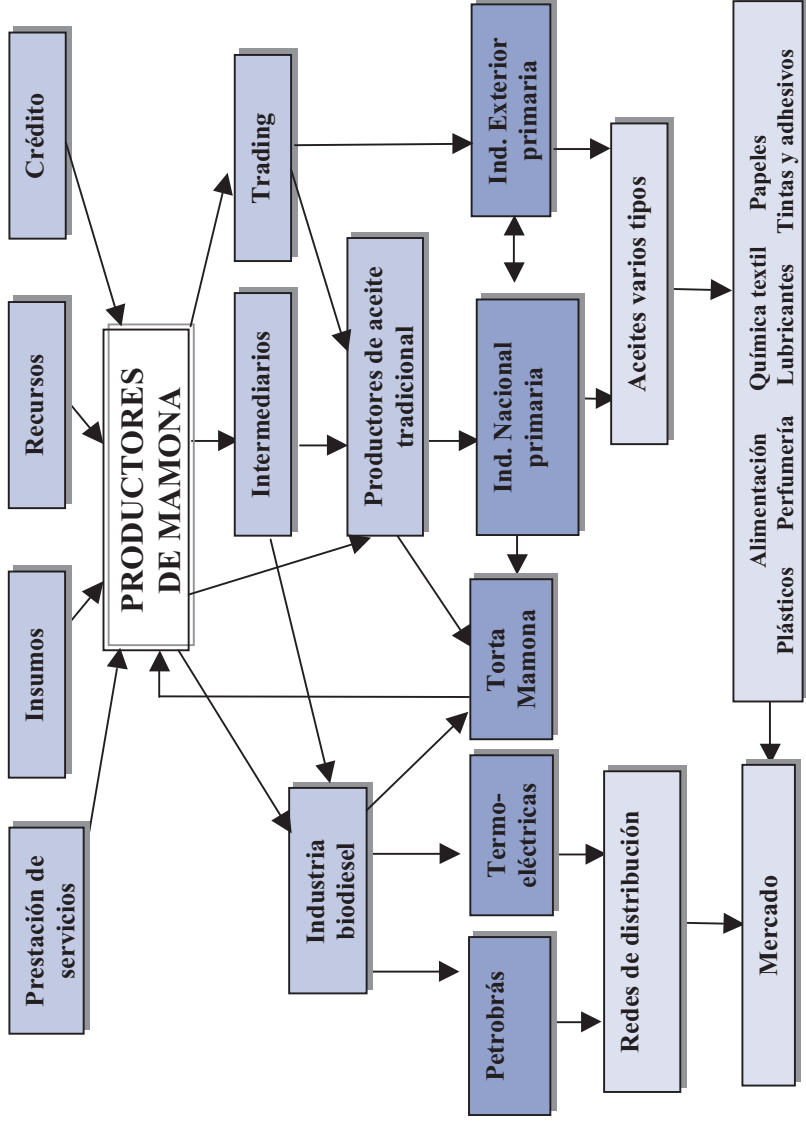 Prestación de
servicios
Insumos
Recursos
Crédito
PRODUCTORES
DE MAMONA
Industria
biodiesel
Intermediarios
Trading
Productores de aceite
tradicional
Petrobrás
Termo-
eléctricas
Torta
Mamona
Ind. Nacional
primaria
Ind. Exterior
primaria
Redes de distribución
Aceites varios tipos
Mercado
Plásticos
Alimentación
Perfumería
Química textil
Lubricantes
Papeles
Tintas y adhesivos